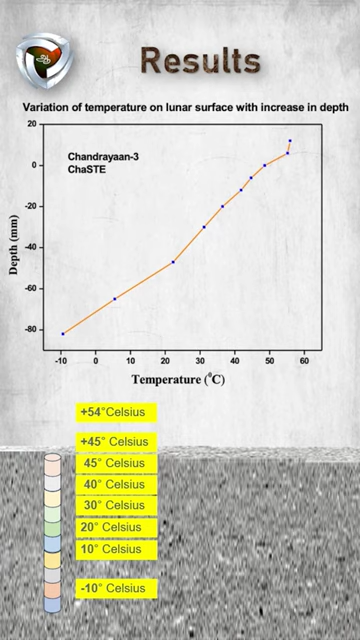 Results
Variation of temperature on lunar surface with increase in depth
20
Chandrayaan-3
ChaSTE
0
-20
-40
-60
-80
Depth (mm)
-10 0 10 20 30 40 50 60
Temperature (⁰C)
+54°Celsius
+45° Celsius
45° Celsius
40° Celsius
30° Celsius
20° Celsius
10° Celsius
-10° Celsius